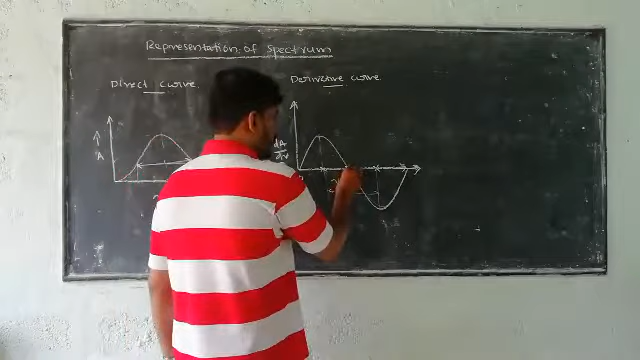 Representation of spectrum
Direct curve
Derivative curve
A
dA
dν